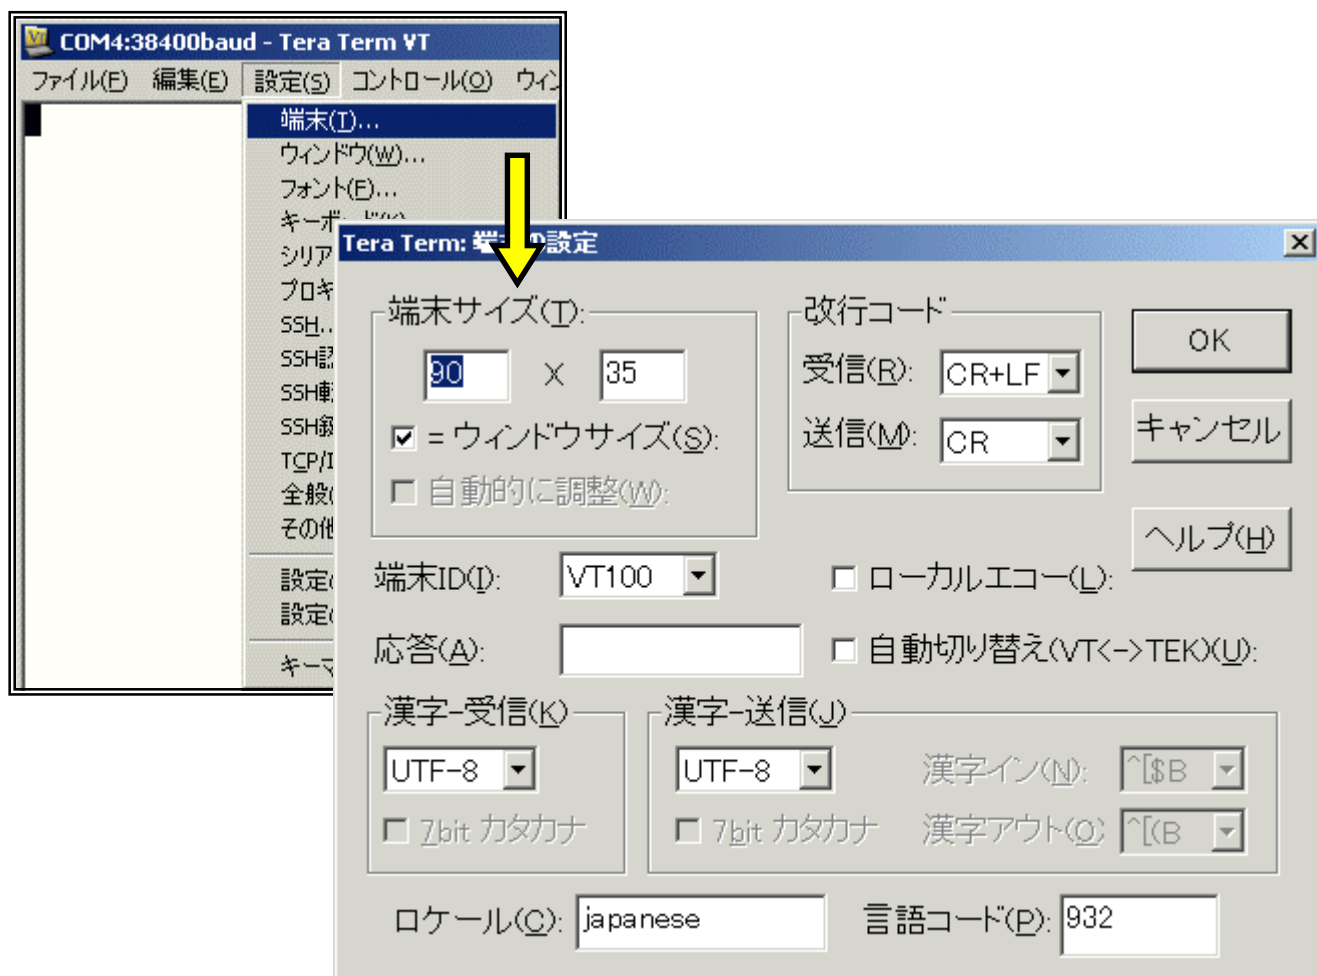 COM4:38400baud - Tera Term VT
ファイル(F) 編集(E) 設定(S) コントロール(O)
端末(T)...
ウィンドウ(W)...
フォント(F)...
SSH...
Tera Term: 端末の設定
端末サイズ(T):
90 X 35
= ウィンドウサイズ(S):
自動的に調整(W):
改行コード
受信(R): CR+LF
送信(M): CR
OK
キャンセル
ヘルプ(H)
端末ID(I): VT100
ローカルエコー(L):
応答(A):
自動切り替え(VT<->TEK)(U):
漢字-受信(K)
UTF-8
7bit カタカナ
漢字-送信(J)
UTF-8
漢字イン(N): ^[$B
7bit カタカナ
漢字アウト(O) ^[(B
ロケール(C): japanese
言語コード(P): 932